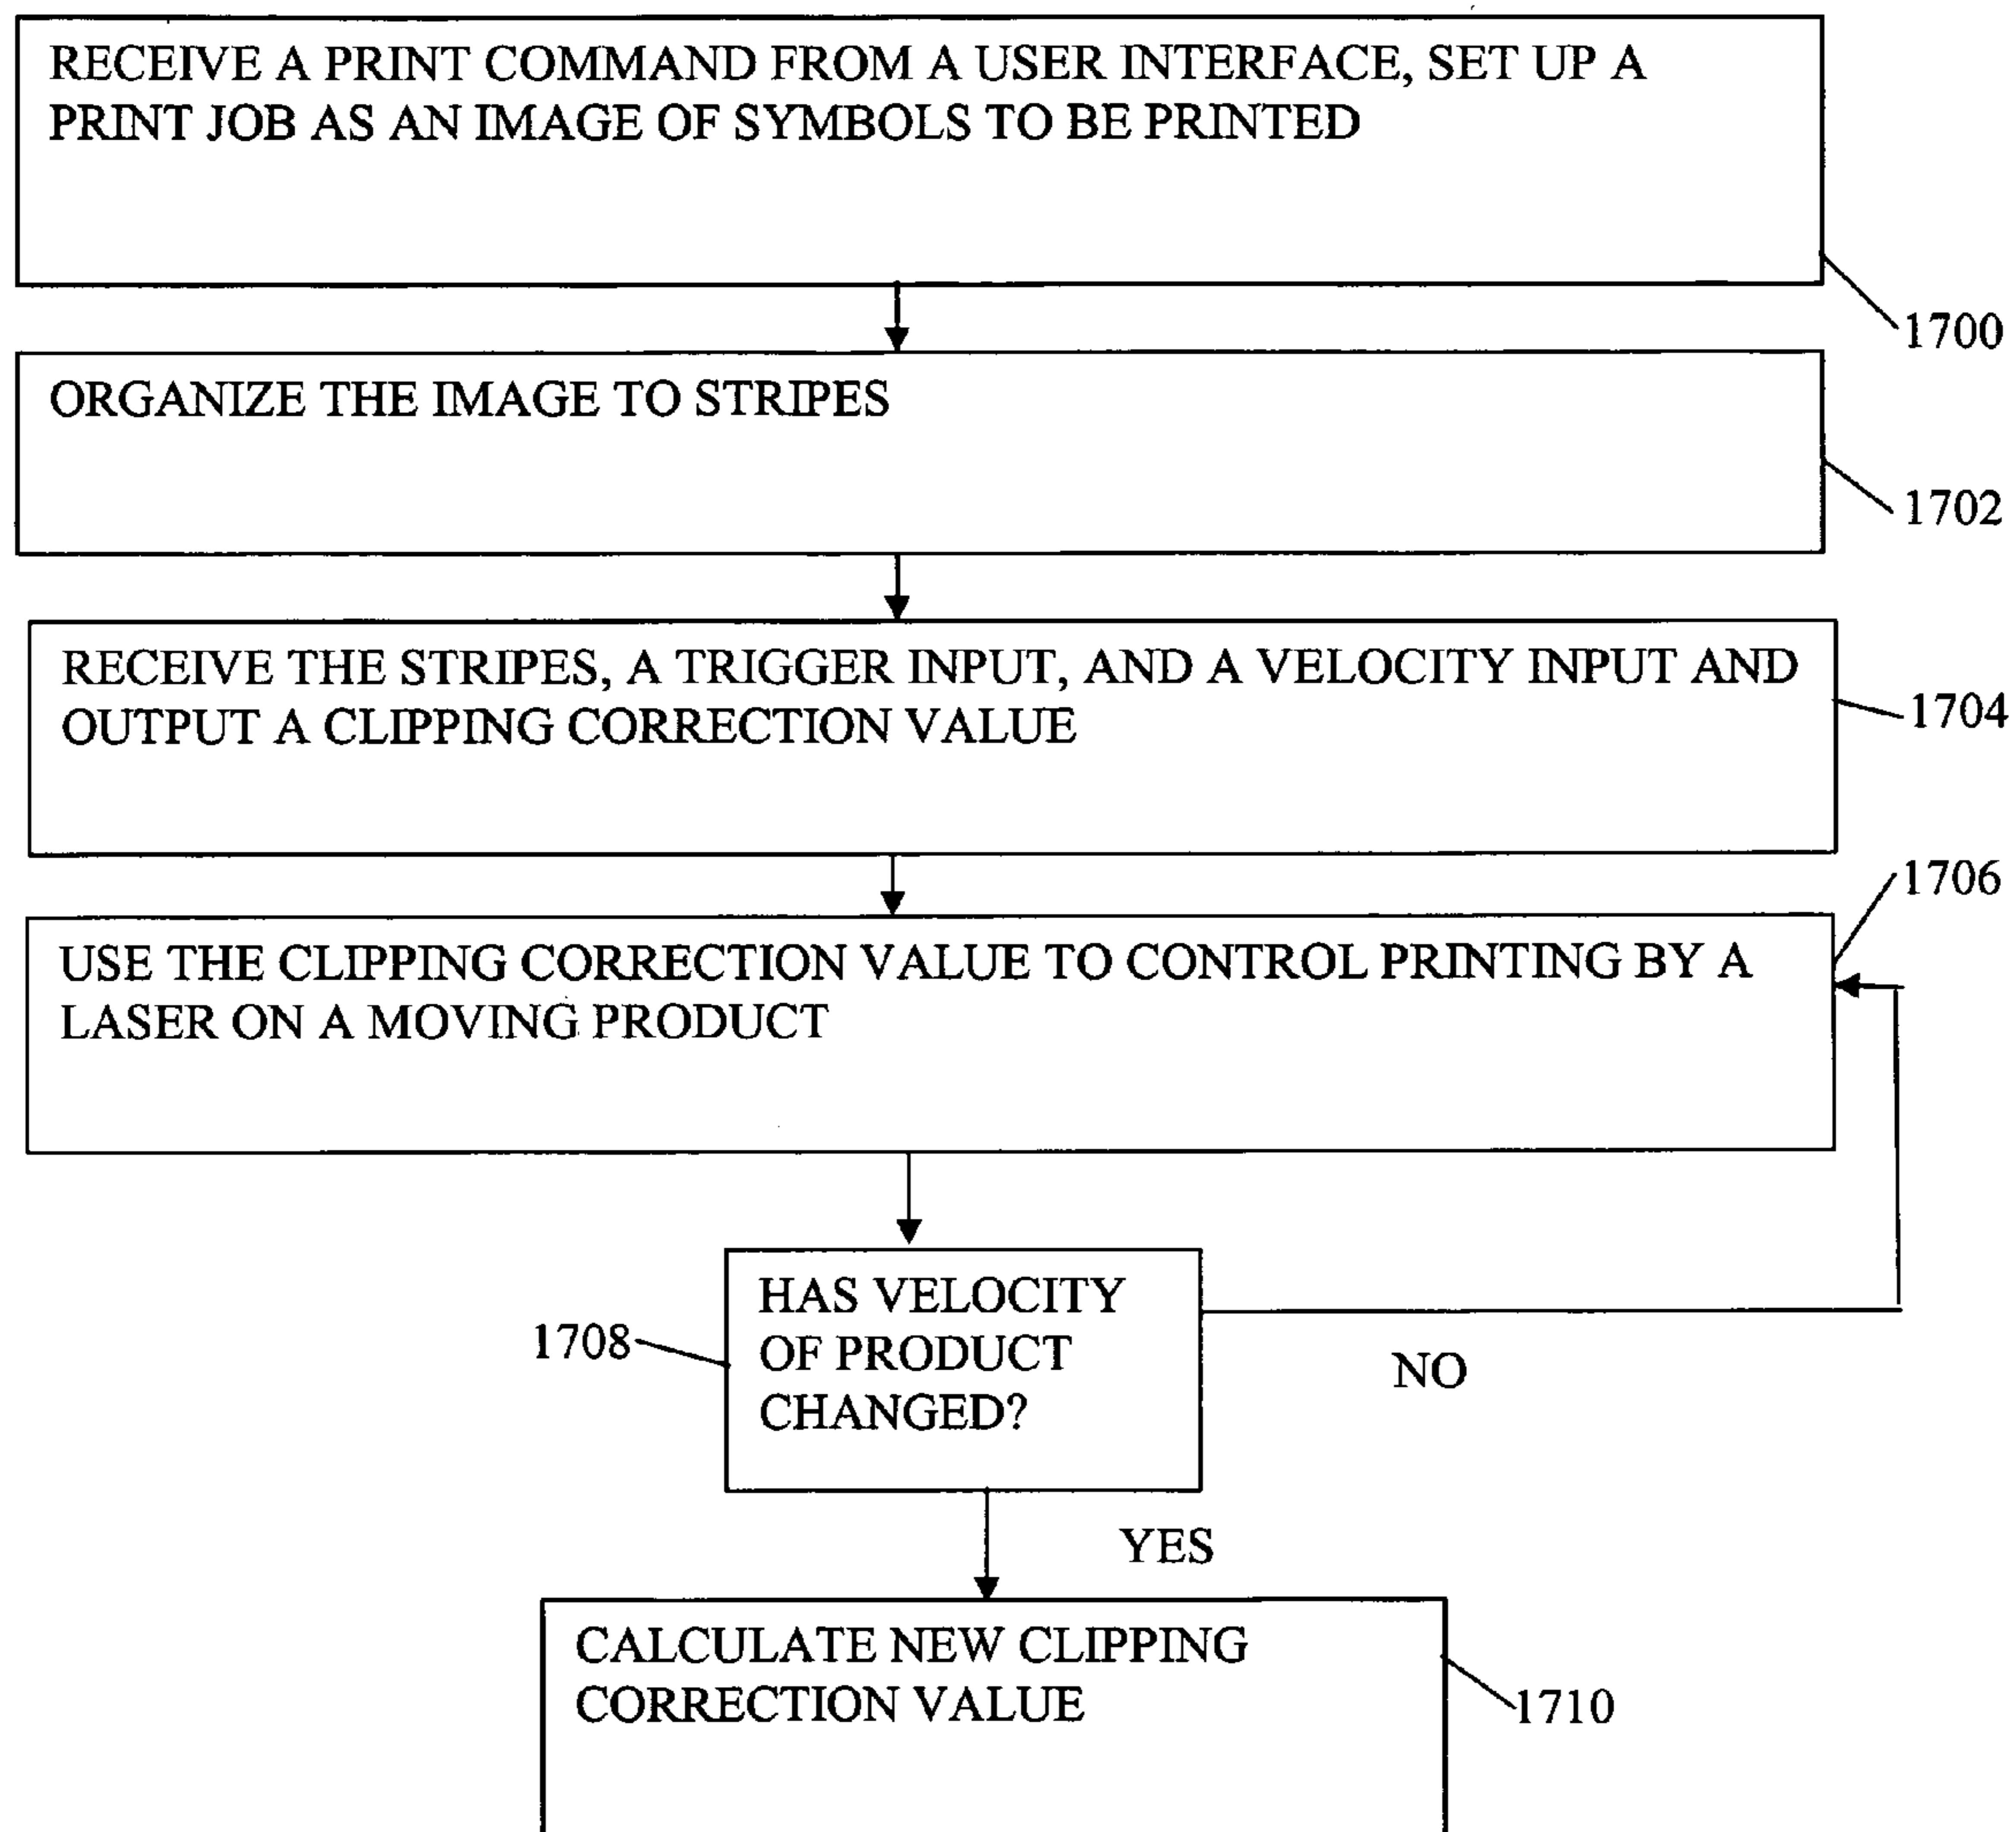 RECEIVE A PRINT COMMAND FROM A USER INTERFACE, SET UP A
PRINT JOB AS AN IMAGE OF SYMBOLS TO BE PRINTED
1700
ORGANIZE THE IMAGE TO STRIPES
1702
RECEIVE THE STRIPES, A TRIGGER INPUT, AND A VELOCITY INPUT AND
OUTPUT A CLIPPING CORRECTION VALUE
1704
1706
USE THE CLIPPING CORRECTION VALUE TO CONTROL PRINTING BY A
LASER ON A MOVING PRODUCT
HAS VELOCITY
OF PRODUCT
CHANGED?
1708
NO
YES
CALCULATE NEW CLIPPING
CORRECTION VALUE
1710